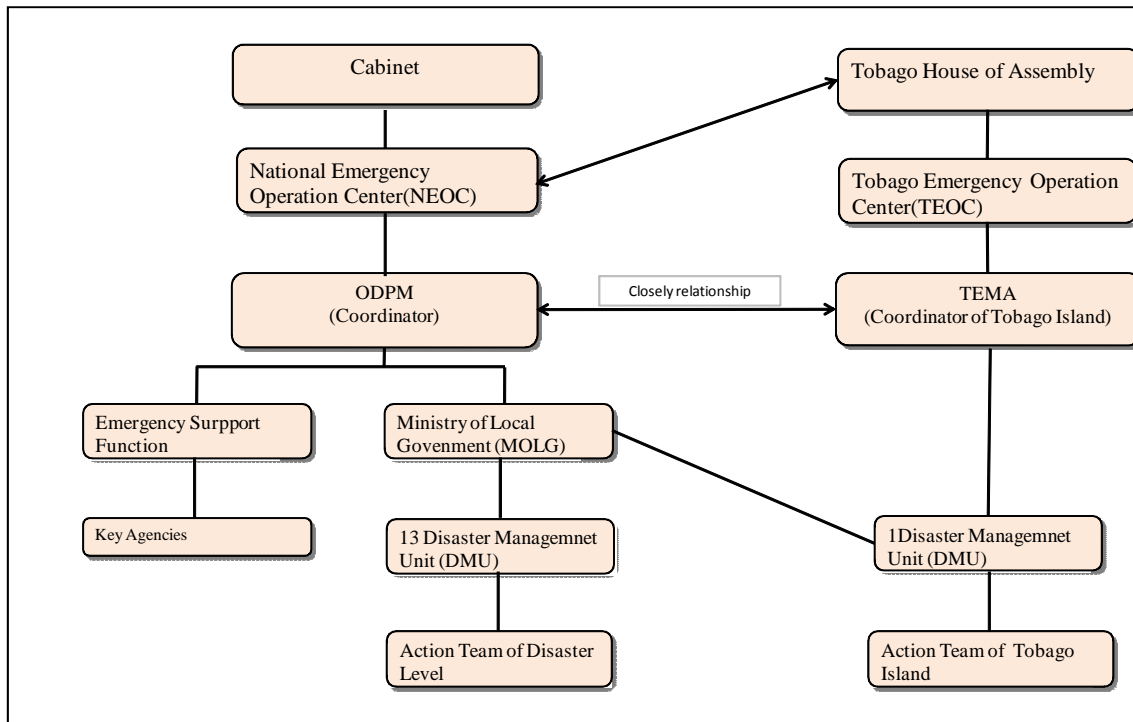 Cabinet
Tobago House of Assembly
National Emergency
Operation Center(NEOC)
Tobago Emergency Operation
Center(TEOC)
ODPM
(Coordinator)
Closely relationship
TEMA
(Coordinator of Tobago Island)
Emergency Surpport
Function
Ministry of Local
Govenment (MOLG)
Key Agencies
13 Disaster Managemnet
Unit (DMU)
1Disaster Managemnet
Unit (DMU)
Action Team of Disaster
Level
Action Team of Tobago
Island